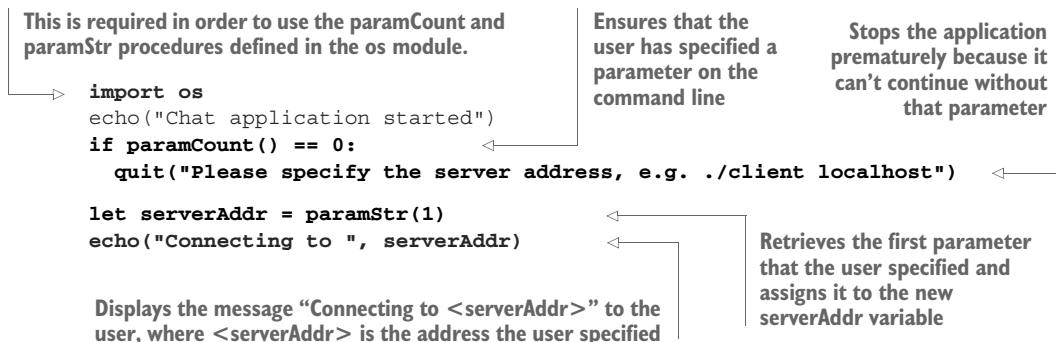 This is required in order to use the paramCount and
paramStr procedures defined in the os module.
Ensures that the
user has specified a
parameter on the
command line
Stops the application
prematurely because it
can't continue without
that parameter
import os
echo("Chat application started")
if paramCount() == 0:
  quit("Please specify the server address, e.g. ./client localhost")
let serverAddr = paramStr(1)
echo("Connecting to ", serverAddr)
Retrieves the first parameter
that the user specified and
assigns it to the new
serverAddr variable
Displays the message “Connecting to <serverAddr>” to the
user, where <serverAddr> is the address the user specified